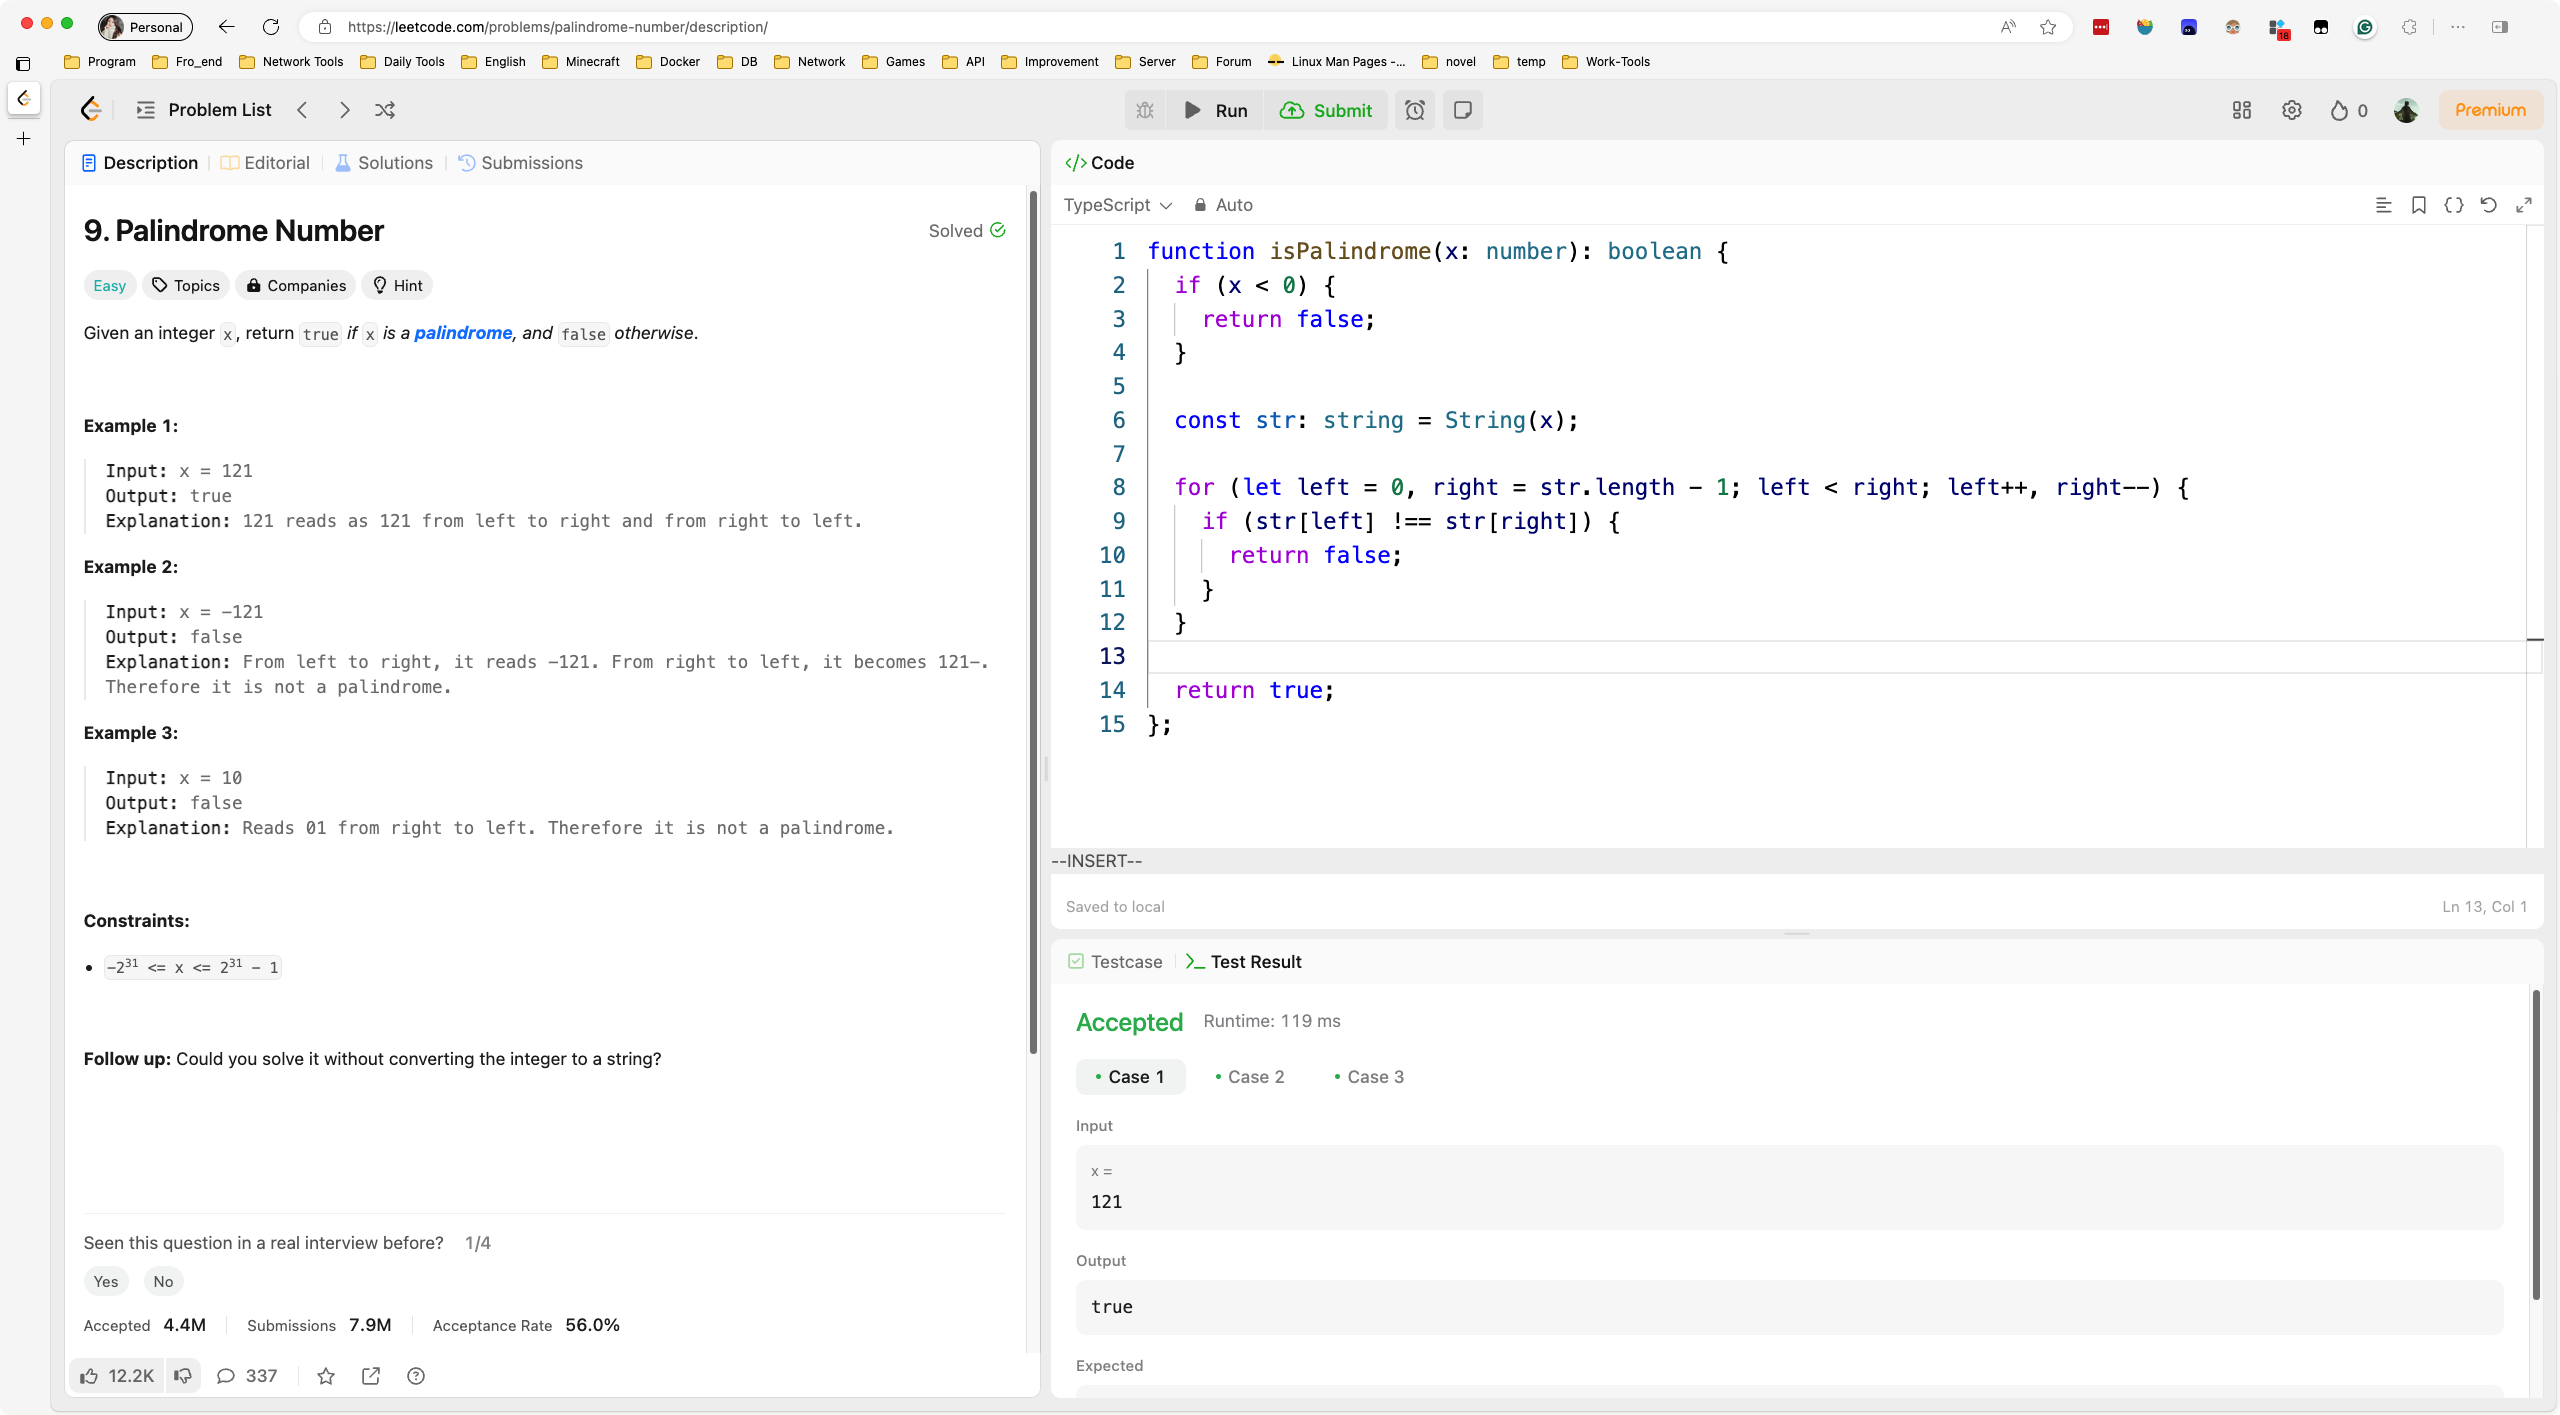 Personal
https://leetcode.com/problems/palindrome-number/description/
18
Program Fro_end Network Tools Daily Tools English Minecraft Docker DB Network Games API Improvement Server Forum Linux Man Pages -... novel temp Work-Tools
Problem List
Run Submit
0
Premium
Description Editorial Solutions Submissions
9. Palindrome Number
Solved
Easy Topics Companies Hint
Given an integer x, return true if x is a palindrome, and false otherwise.
Example 1:
Input: x = 121
Output: true
Explanation: 121 reads as 121 from left to right and from right to left.
Example 2:
Input: x = -121
Output: false
Explanation: From left to right, it reads -121. From right to left, it becomes 121-.
Therefore it is not a palindrome.
Example 3:
Input: x = 10
Output: false
Explanation: Reads 01 from right to left. Therefore it is not a palindrome.
Constraints:
• -2³¹ <= x <= 2³¹ - 1
Follow up: Could you solve it without converting the integer to a string?
Seen this question in a real interview before? 1/4
Yes No
Accepted 4.4M Submissions 7.9M Acceptance Rate 56.0%
12.2K 337
</> Code
TypeScript Auto
1 function isPalindrome(x: number): boolean {
2 if (x < 0) {
3 return false;
4 }
5
6 const str: string = String(x);
7
8 for (let left = 0, right = str.length - 1; left < right; left++, right--) {
9 if (str[left] !== str[right]) {
10 return false;
11 }
12 }
13
14 return true;
15 };
--INSERT--
Saved to local
Ln 13, Col 1
Testcase Test Result
Accepted Runtime: 119 ms
• Case 1 • Case 2 • Case 3
Input
x =
121
Output
true
Expected